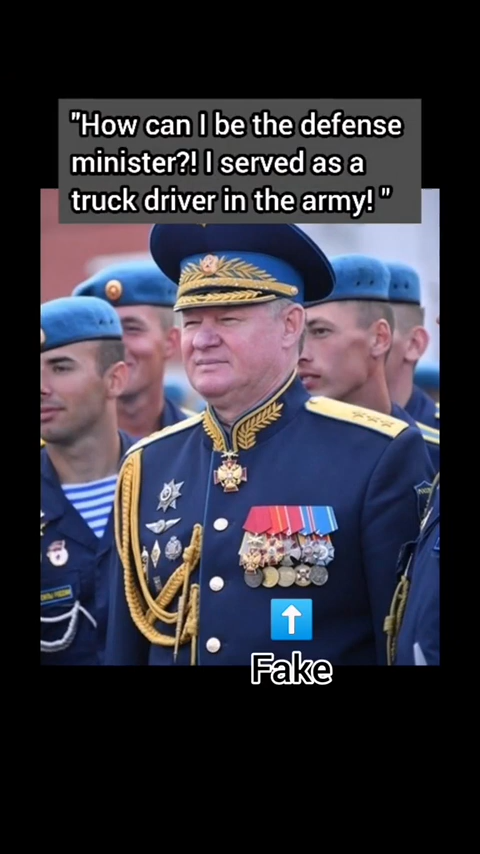 "How can I be the defense
minister?! I served as a
truck driver in the army! "
Fake